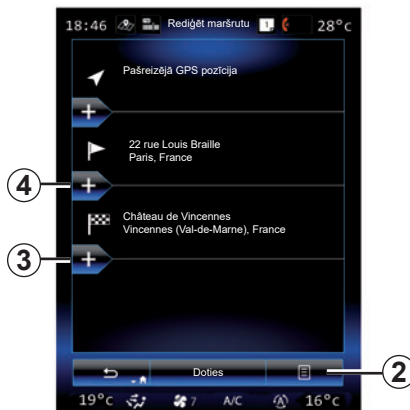 18:46 Rediģēt maršrutu 1 28°c
Pašreizējā GPS pozīcija
+
22 rue Louis Braille
Paris, France
4
+
Château de Vincennes
Vincennes (Val-de-Marne), France
3
+
Doties
2
19°c 7 A/C A 16°c